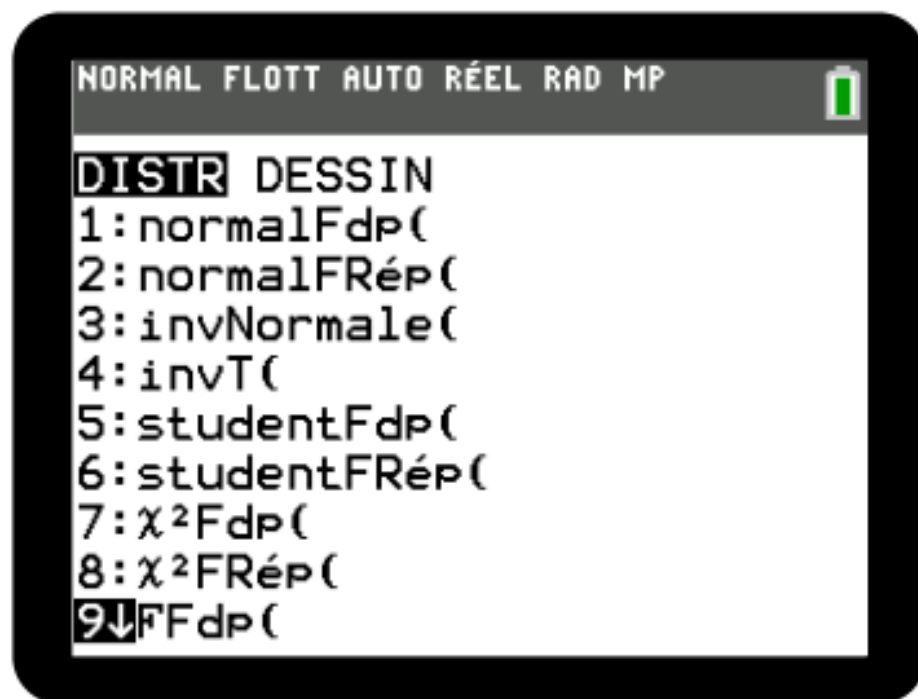 NORMAL FLOTT AUTO RÉEL RAD MP
DISTR DESSIN
1:normalFdp(
2:normalFRép(
3:invNormale(
4:invT(
5:studentFdp(
6:studentFRép(
7:χ²Fdp(
8:χ²FRép(
9↓FFdp(